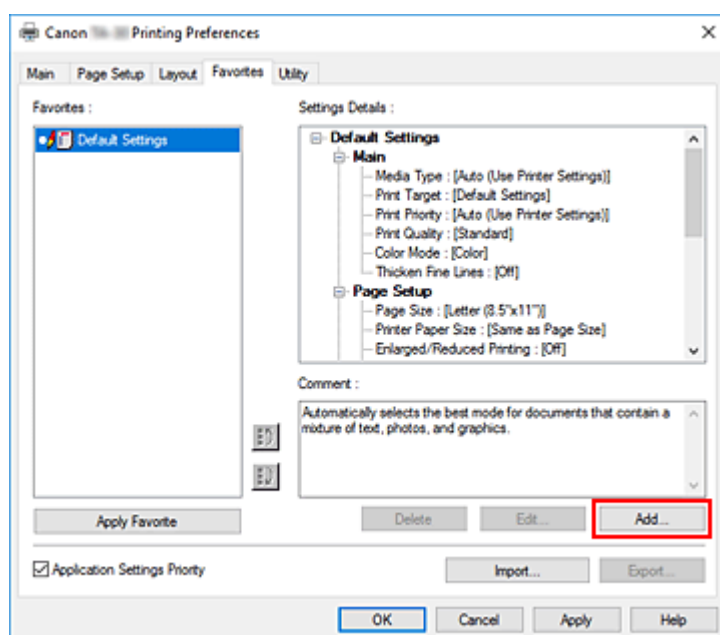 Canon Printing Preferences
Main Page Setup Layout Favorites Utility
Favorites :
Default Settings
Apply Favorite
Settings Details :
Default Settings
Main
Media Type : [Auto (Use Printer Settings)]
Print Target : [Default Settings]
Print Priority : [Auto (Use Printer Settings)]
Print Quality : [Standard]
Color Mode : [Color]
Thicken Fine Lines : [Off]
Page Setup
Page Size : [Letter (8.5"x11")]
Printer Paper Size : [Same as Page Size]
Enlarged/Reduced Printing : [Off]
Comment :
Automatically selects the best mode for documents that contain a
mixture of text, photos, and graphics.
Delete Edit... Add...
Application Settings Priority
Import... Export...
OK Cancel Apply Help